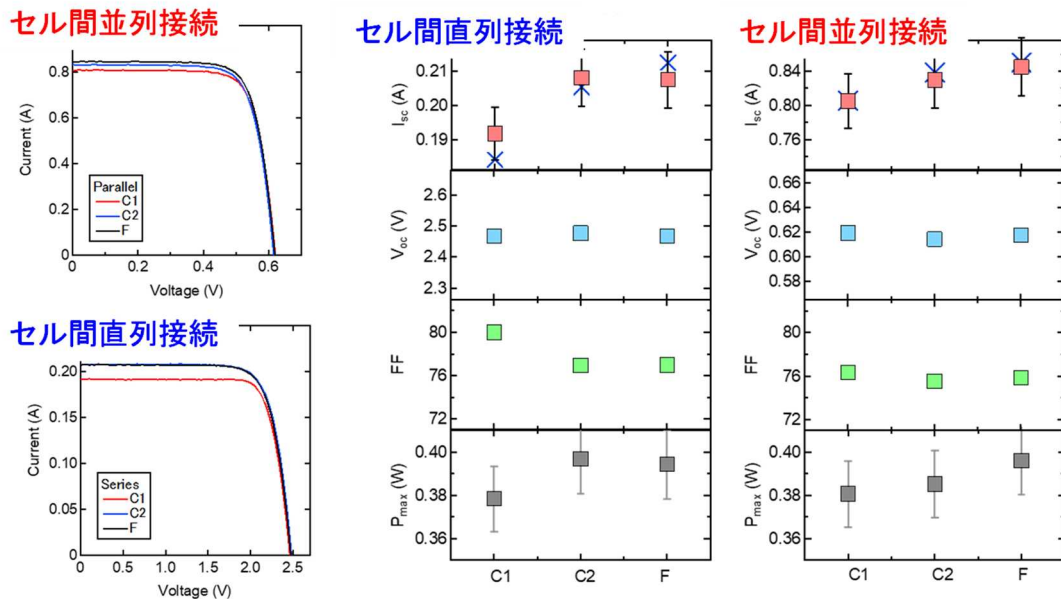 セル間並列接続
0.8
0.6
0.4
0.2
0
Current (A)
Parallel
C1
C2
F
0
0.2
0.4
0.6
Voltage (V)
セル間直列接続
0.20
0.15
0.10
0.05
0
Current (A)
Series
C1
C2
F
0
0.5
1.0
1.5
2.0
2.5
Voltage (V)
セル間直列接続
0.21
0.20
0.19
Isc (A)
2.6
2.5
2.4
2.3
Voc (V)
80
76
72
FF
0.40
0.38
0.36
Pmax (W)
C1
C2
F
セル間並列接続
0.84
0.80
0.76
Isc (A)
0.66
0.64
0.62
0.60
0.58
Voc (V)
80
76
72
FF
0.40
0.38
0.36
Pmax (W)
C1
C2
F